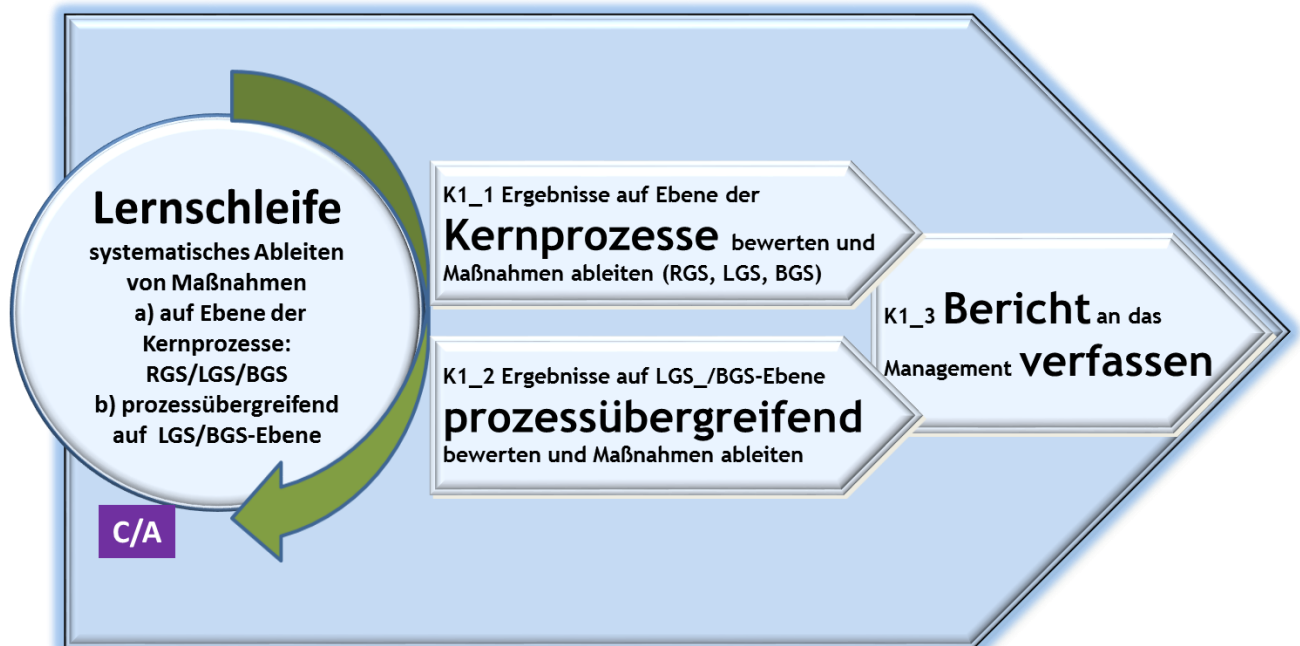 Lernschleife
systematisches Ableiten
von Maßnahmen
a) auf Ebene der
Kernprozesse:
RGS/LGS/BGS
b) prozessübergreifend
auf LGS/BGS-Ebene
C/A
K1_1 Ergebnisse auf Ebene der
Kernprozesse bewerten und
Maßnahmen ableiten (RGS, LGS, BGS)
K1_2 Ergebnisse auf LGS_/BGS-Ebene
prozessübergreifend
bewerten und Maßnahmen ableiten
K1_3 Bericht an das
Management verfassen